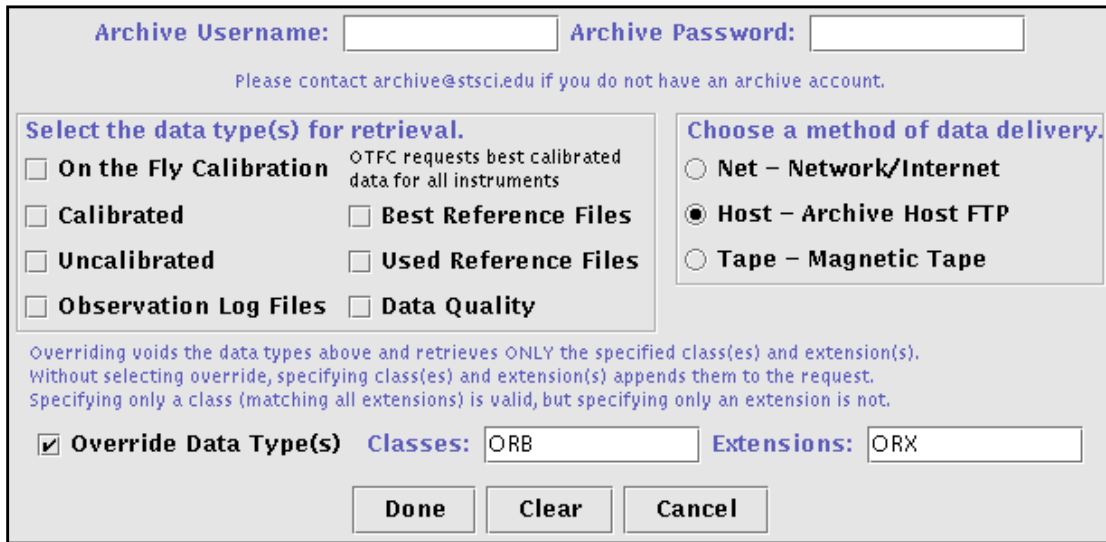 Archive Username: Archive Password:
Please contact archive@stsci.edu if you do not have an archive account.
Select the data type(s) for retrieval.
On the Fly Calibration
OTFC requests best calibrated
data for all instruments
Calibrated
Best Reference Files
Uncalibrated
Used Reference Files
Observation Log Files
Data Quality
Choose a method of data delivery.
Net – Network/Internet
Host – Archive Host FTP
Tape – Magnetic Tape
Overriding voids the data types above and retrieves ONLY the specified class(es) and extension(s).
Without selecting override, specifying class(es) and extension(s) appends them to the request.
Specifying only a class (matching all extensions) is valid, but specifying only an extension is not.
Override Data Type(s) Classes: ORB Extensions: ORX
Done Clear Cancel